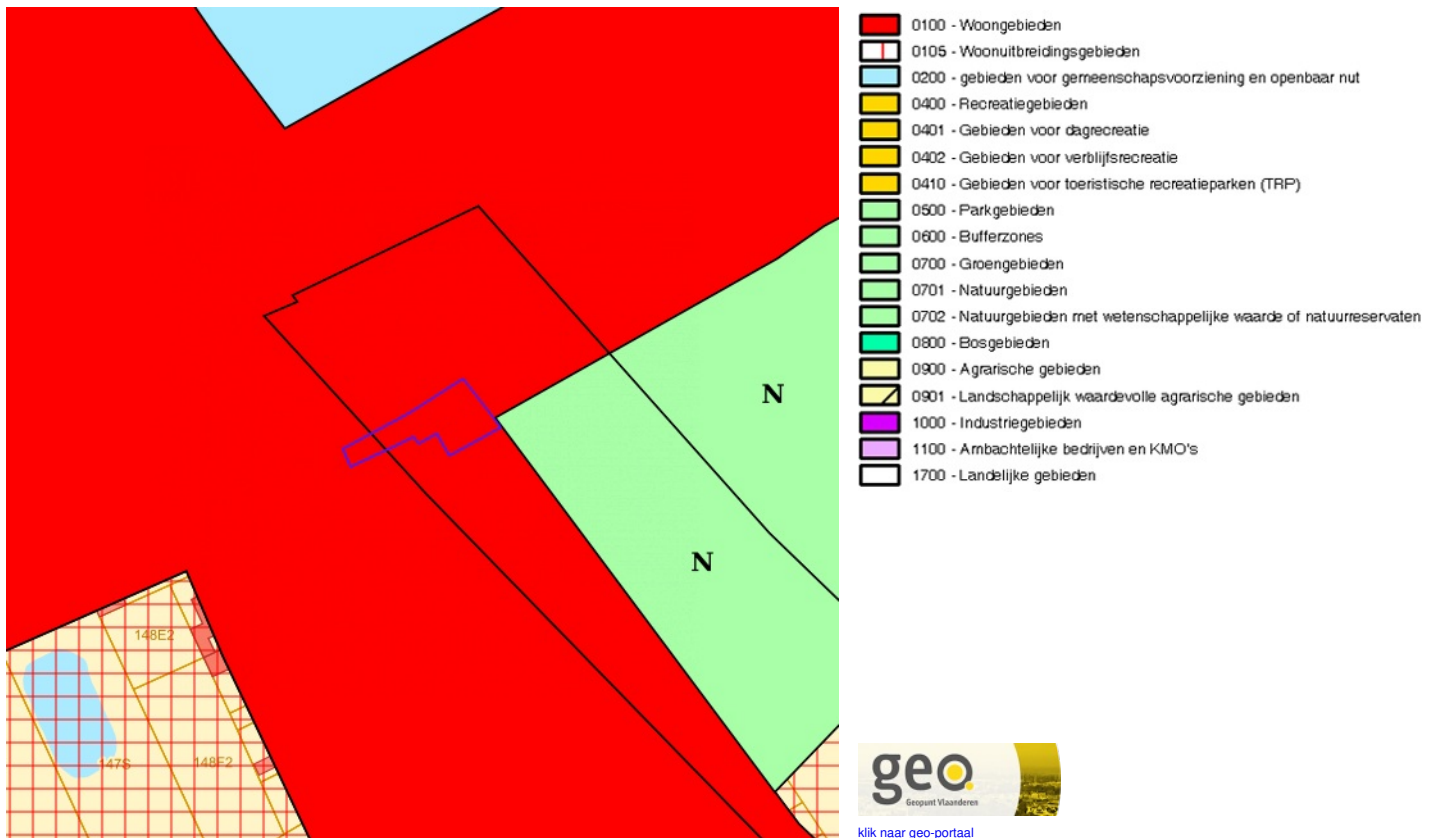 0100 - Woongebieden
0105 - Woonuitbreidingsgebieden
0200 - gebieden voor gemeenschapsvoorziening en openbaar nut
0400 - Recreatiegebieden
0401 - Gebieden voor dagrecreatie
0402 - Gebieden voor verblijfsrecreatie
0410 - Gebieden voor toeristische recreatieparken (TRP)
0500 - Parkgebieden
0600 - Bufferzones
0700 - Groengebieden
0701 - Natuurgebieden
0702 - Natuurgebieden met wetenschappelijke waarde of natuurreservaten
0800 - Bosgebieden
0900 - Agrarische gebieden
0901 - Landschappelijk waardevolle agrarische gebieden
1000 - Industriegebieden
1100 - Ambachtelijke bedrijven en KMO's
1700 - Landelijke gebieden
N
N
148E2
147S
148F2
geo
Geopunt Vlaanderen
klik naar geo-portaal